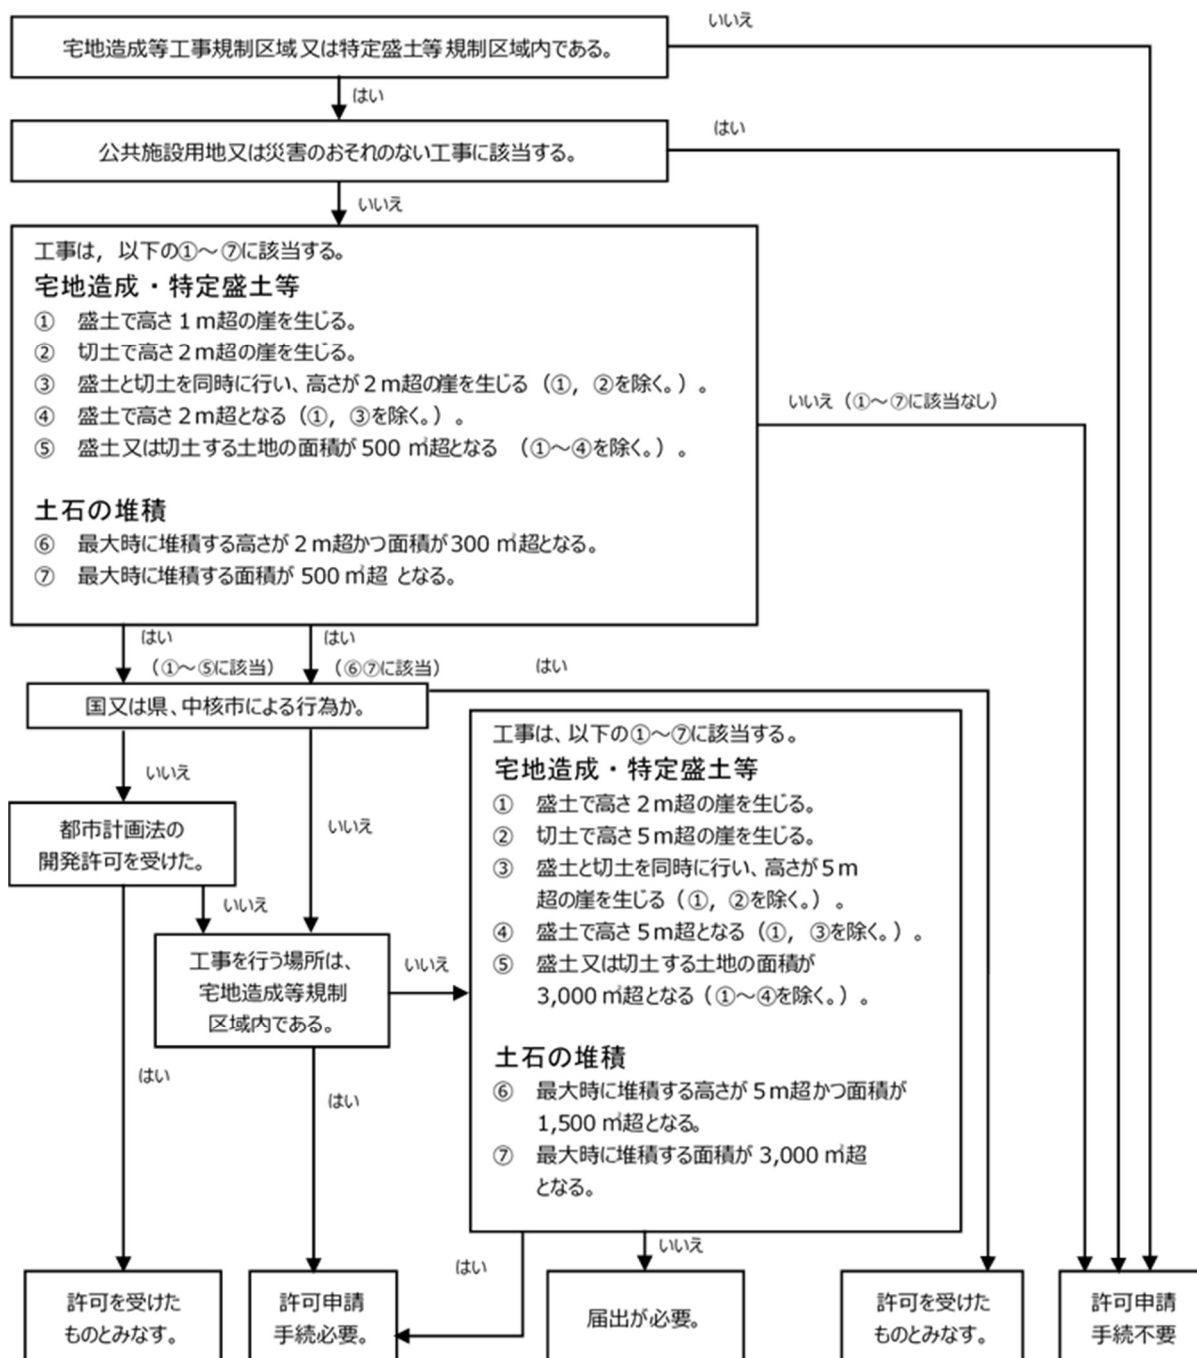 いいえ
宅地造成等工事規制区域又は特定盛土等規制区域内である。
はい
はい
公共施設用地又は災害のおそれのない工事に該当する。
いいえ
工事は，以下の①～⑦に該当する。
宅地造成・特定盛土等
① 盛土で高さ１ｍ超の崖を生じる。
② 切土で高さ２ｍ超の崖を生じる。
③ 盛土と切土を同時に行い、高さが２ｍ超の崖を生じる（①，②を除く。）。
④ 盛土で高さ２ｍ超となる（①，③を除く。）。
⑤ 盛土又は切土する土地の面積が 500 ㎡超となる （①～④を除く。）。
いいえ（①～⑦に該当なし）
土石の堆積
⑥ 最大時に堆積する高さが２ｍ超かつ面積が 300 ㎡超となる。
⑦ 最大時に堆積する面積が 500 ㎡超 となる。
はい
（①～⑤に該当）
はい
（⑥⑦に該当）
はい
国又は県、中核市による行為か。
いいえ
いいえ
都市計画法の
開発許可を受けた。
いいえ
工事を行う場所は、
宅地造成等規制
区域内である。
いいえ
工事は、以下の①～⑦に該当する。
宅地造成・特定盛土等
① 盛土で高さ２ｍ超の崖を生じる。
② 切土で高さ５ｍ超の崖を生じる。
③ 盛土と切土を同時に行い、高さが５ｍ
超の崖を生じる（①，②を除く。）。
④ 盛土で高さ５ｍ超となる（①，③を除く。）。
⑤ 盛土又は切土する土地の面積が
3,000 ㎡超となる（①～④を除く。）。
土石の堆積
⑥ 最大時に堆積する高さが５ｍ超かつ面積が
1,500 ㎡超となる。
⑦ 最大時に堆積する面積が 3,000 ㎡超
となる。
はい
はい
はい
いいえ
許可を受けた
ものとみなす。
許可申請
手続必要。
届出が必要。
許可を受けた
ものとみなす。
許可申請
手続不要